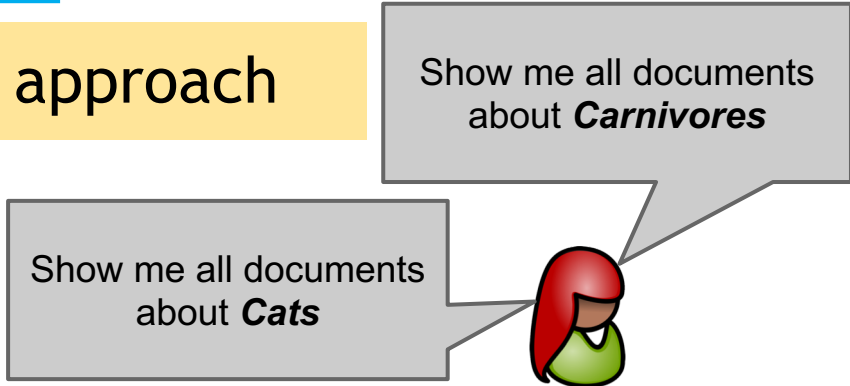 approach
Show me all documents
about Carnivores
Show me all documents
about Cats